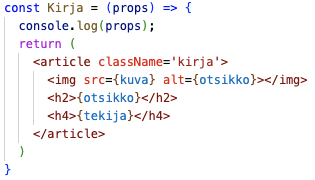 const Kirja = (props) => {
  console.log(props);
  return (
    <article className='kirja'>
      <img src={kuva} alt={otsikko}></img>
      <h2>{otsikko}</h2>
      <h4>{tekija}</h4>
    </article>
  )
}